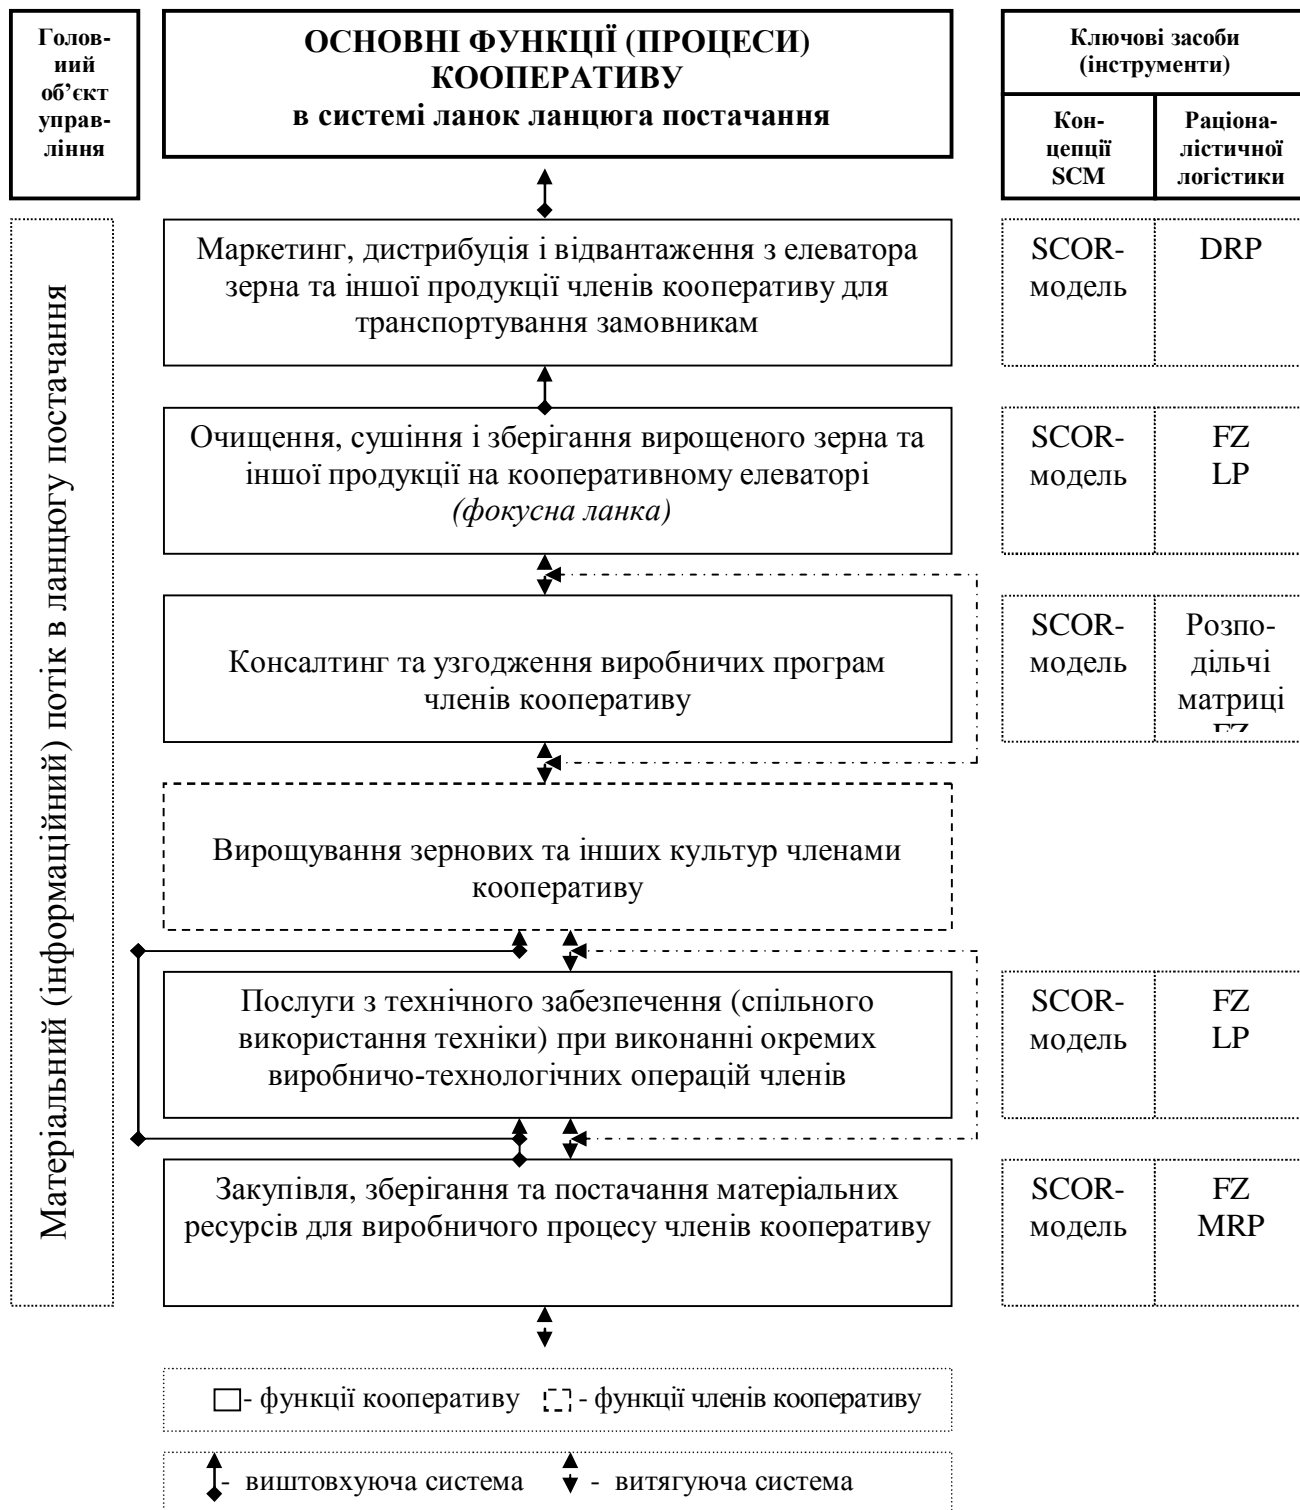 Голов-
ний
об’єкт
управ-
ління
ОСНОВНІ ФУНКЦІЇ (ПРОЦЕСИ)
КООПЕРАТИВУ
в системі ланок ланцюга постачання
Ключові засоби
(інструменти)
Кон-
цепції
SCM
Раціона-
лістичної
логістики
Матеріальний (інформаційний) потік в ланцюгу постачання
Маркетинг, дистрибуція і відвантаження з елеватора
зерна та іншої продукції членів кооперативу для
транспортування замовникам
SCOR-
модель
DRP
Очищення, сушіння і зберігання вирощеного зерна та
іншої продукції на кооперативному елеваторі
(фокусна ланка)
SCOR-
модель
FZ
LP
Консалтинг та узгодження виробничих програм
членів кооперативу
SCOR-
модель
Розпо-
дільчі
матриці
FZ
Вирощування зернових та інших культур членами
кооперативу
Послуги з технічного забезпечення (спільного
використання техніки) при виконанні окремих
виробничо-технологічних операцій членів
SCOR-
модель
FZ
LP
Закупівля, зберігання та постачання матеріальних
ресурсів для виробничого процесу членів кооперативу
SCOR-
модель
FZ
MRP
- функції кооперативу - функції членів кооперативу
- виштовхуюча система - витягуюча система